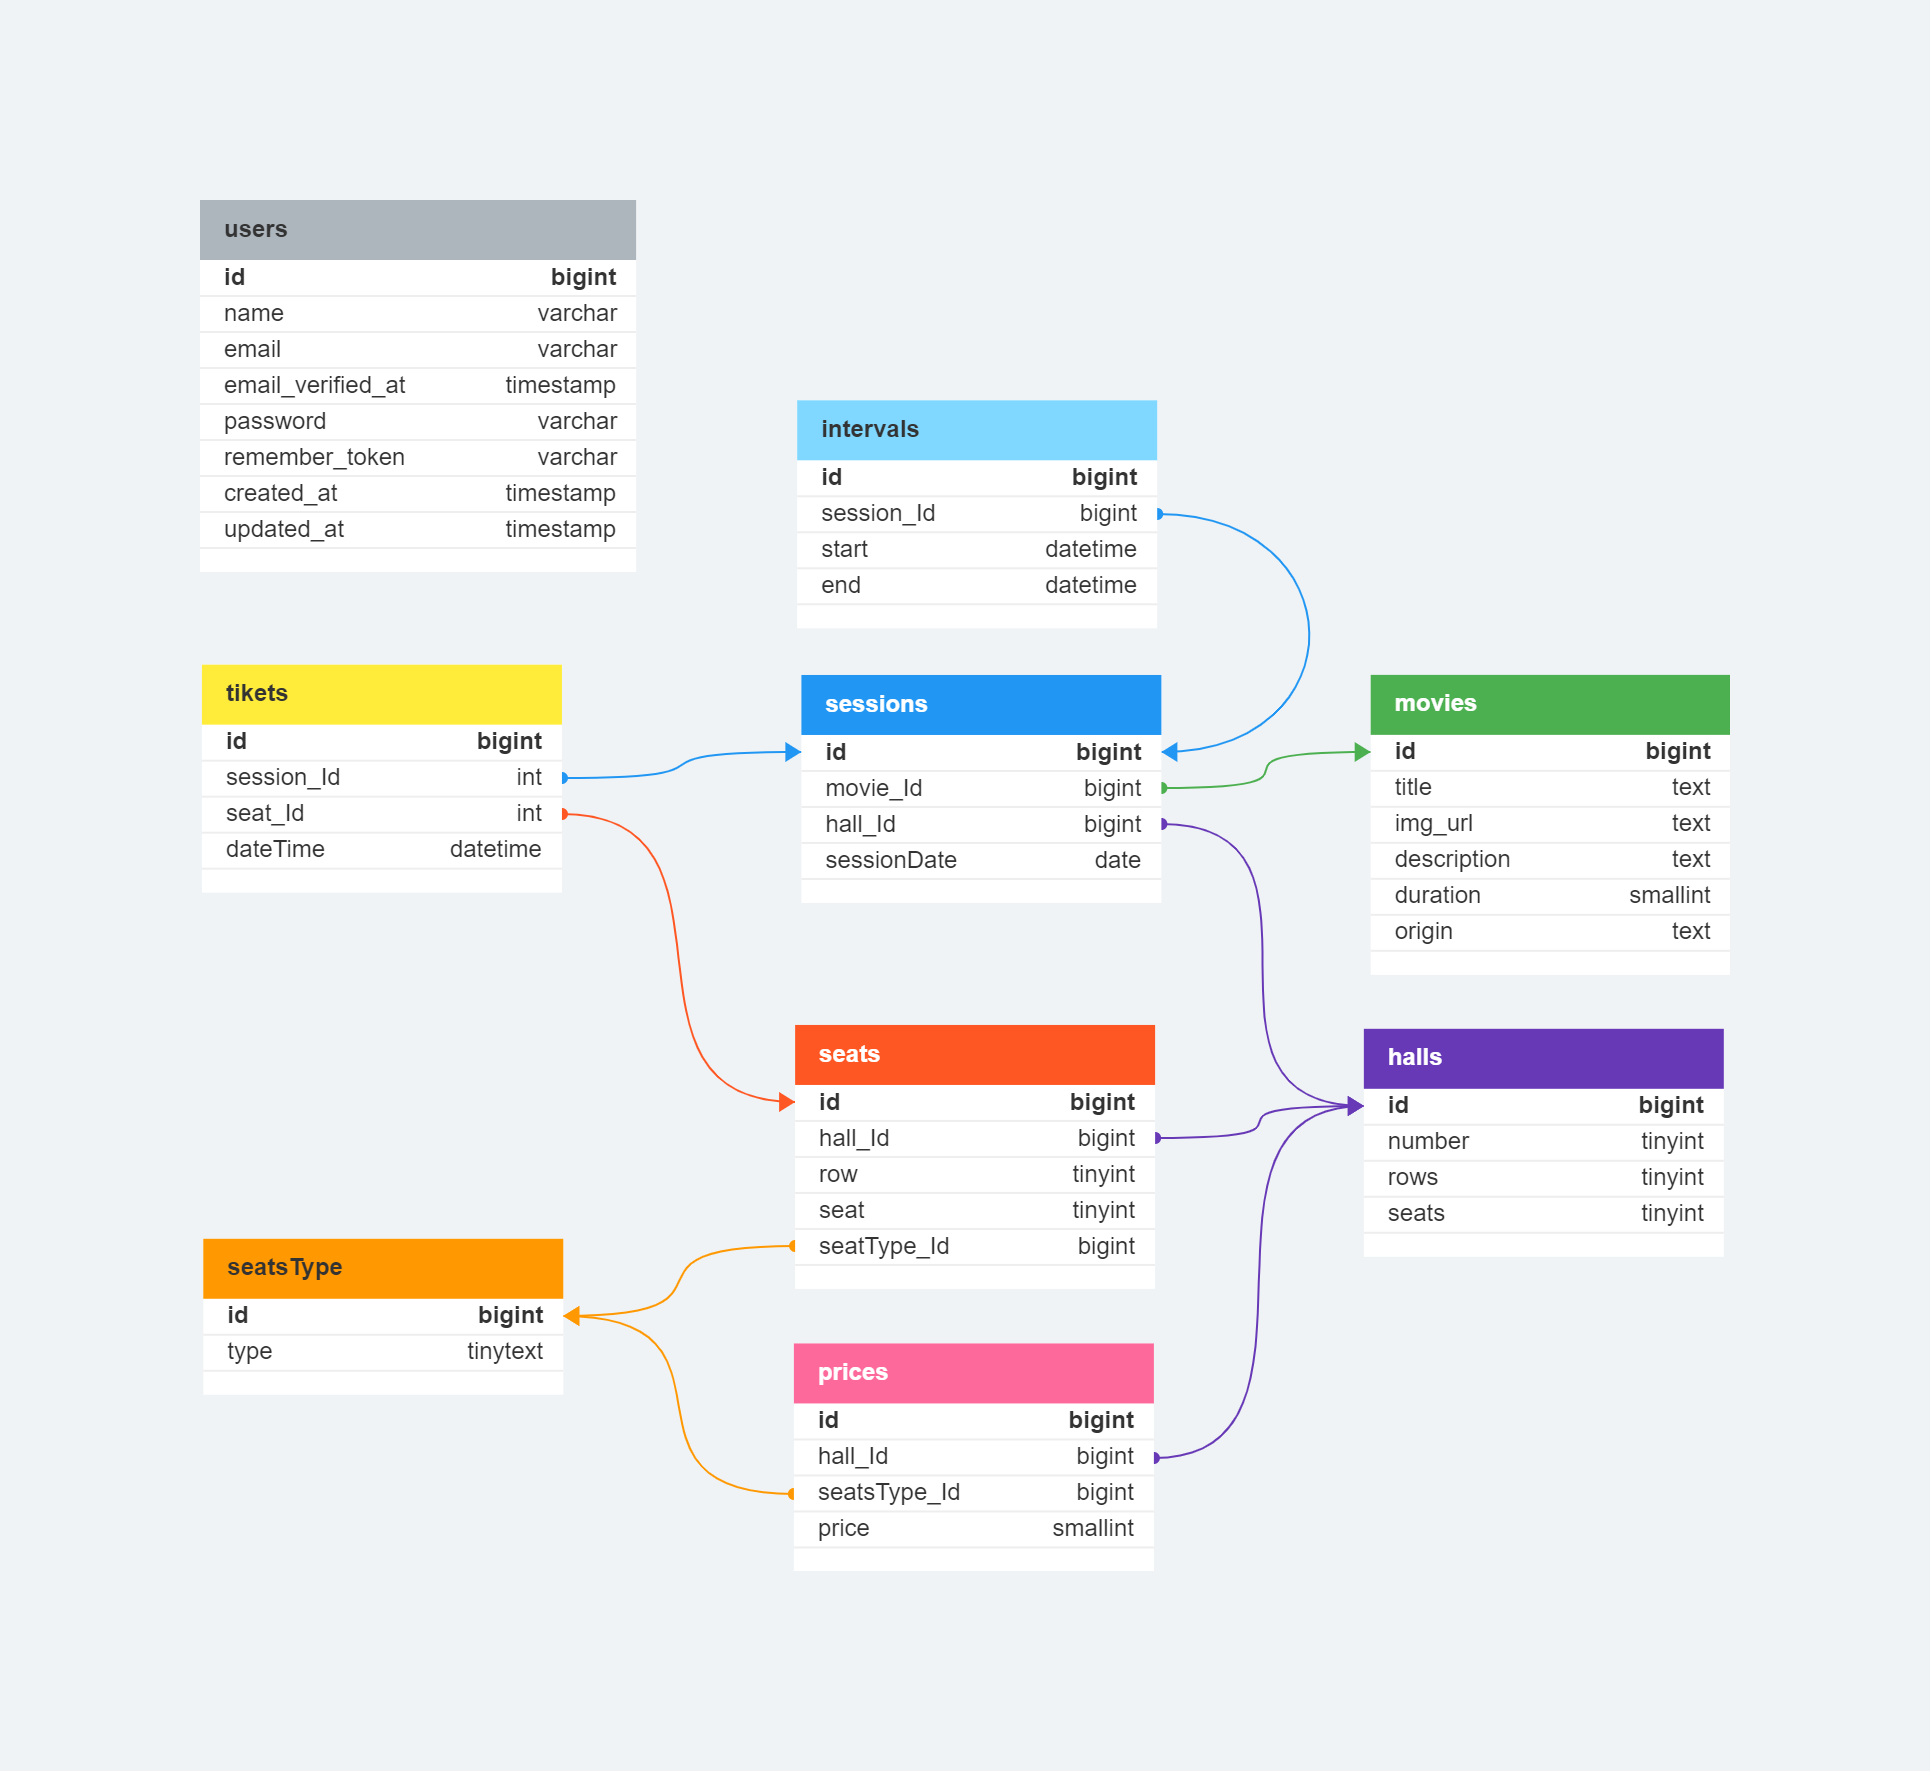 users
id bigint
name varchar
email varchar
email_verified_at timestamp
password varchar
remember_token varchar
created_at timestamp
updated_at timestamp
intervals
id bigint
session_Id bigint
start datetime
end datetime
tikets
id bigint
session_Id int
seat_Id int
dateTime datetime
sessions
id bigint
movie_Id bigint
hall_Id bigint
sessionDate date
movies
id bigint
title text
img_url text
description text
duration smallint
origin text
seats
id bigint
hall_Id bigint
row tinyint
seat tinyint
seatType_Id bigint
halls
id bigint
number tinyint
rows tinyint
seats tinyint
seatsType
id bigint
type tinytext
prices
id bigint
hall_Id bigint
seatsType_Id bigint
price smallint